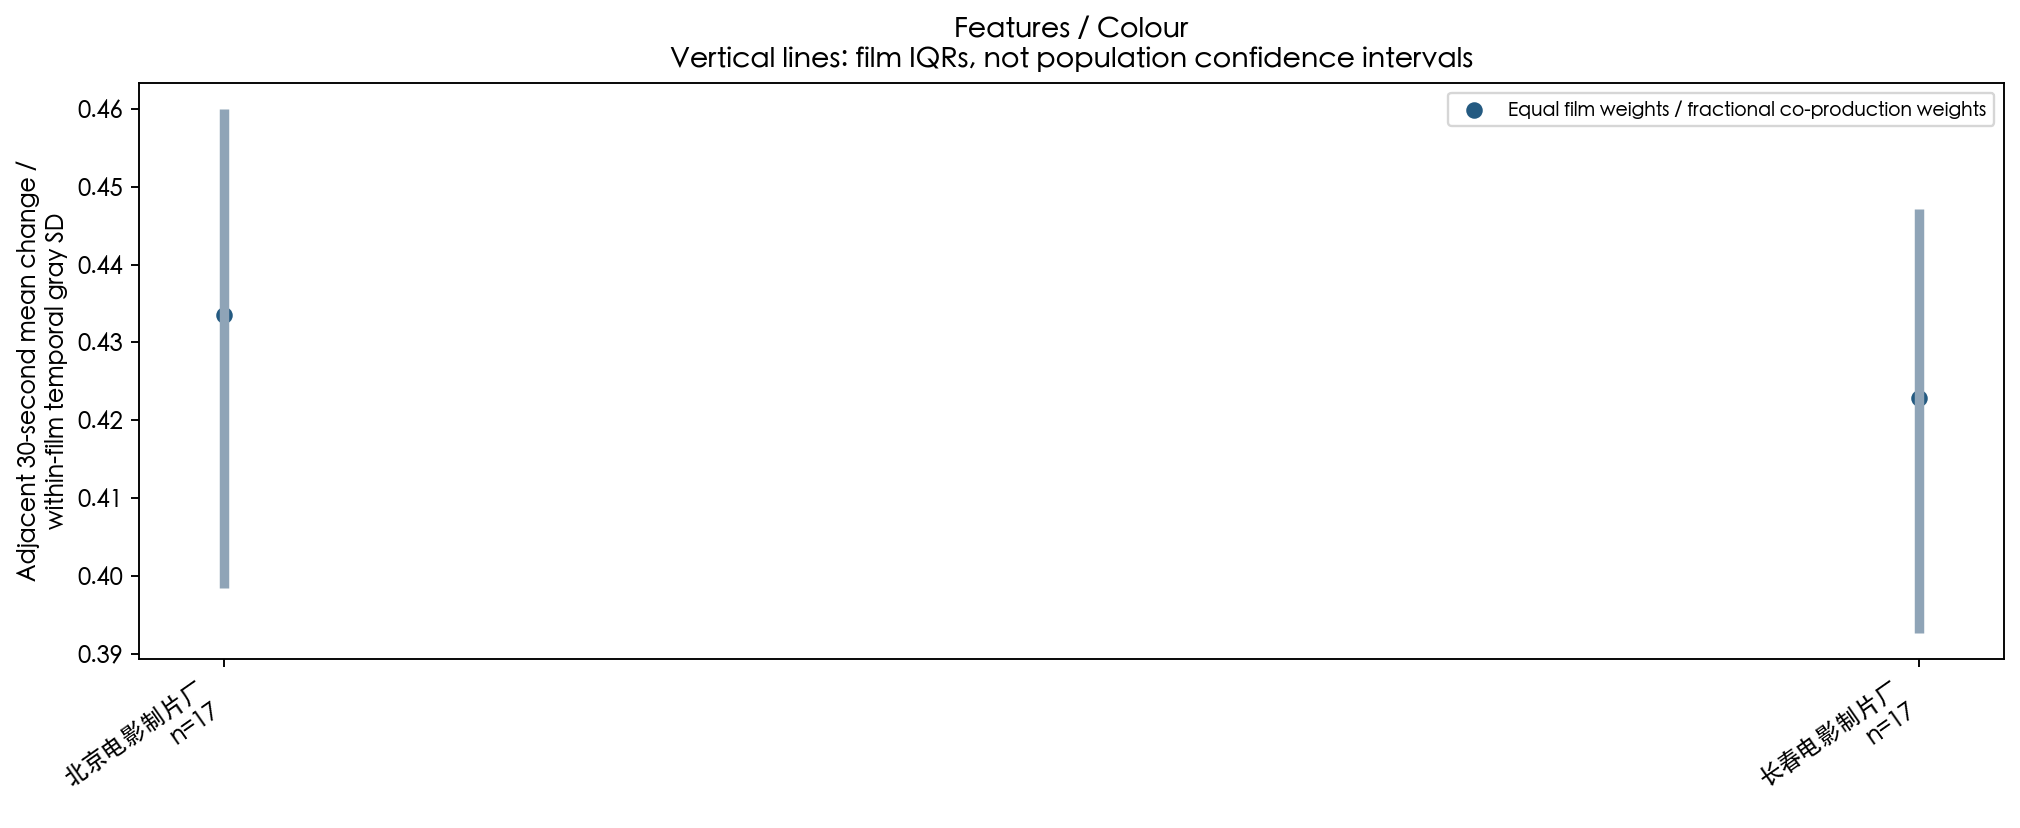 Features / Colour
Vertical lines: film IQRs, not population confidence intervals
Equal film weights / fractional co-production weights
Adjacent 30-second mean change /
within-film temporal gray SD
0.46
0.45
0.44
0.43
0.42
0.41
0.40
0.39
北京电影制片厂
n=17
长春电影制片厂
n=17